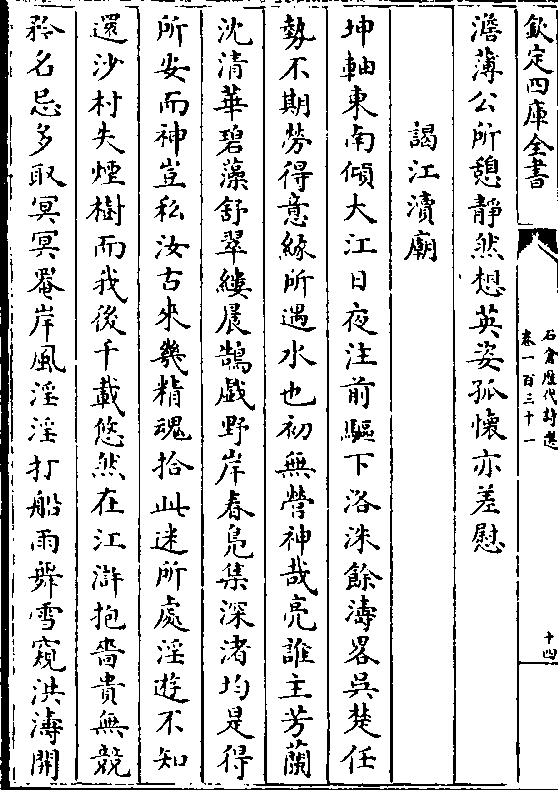 欽定四庫全書
石倉歷代詩選
卷一百三十一
十四
澹薄公所憩靜然想英姿孤懷亦差慰
謁江瀆廟
坤軸東南傾大江日夜注前驅下洛洙餘濤畧吳楚任
勢不期勞得意緣所遇水也初無營神哉亮誰主芳蘭
沈清華碧藻舒翠縷晨鵠戲野岸春鳧集深渚均是得
所安而神豈私汝古來幾精魂拾此迷所處淫遊不知
還沙村失煙樹而我後千載悠然在江滸抱嗇貴無競
矜名忌多取冥冥罨岸風淫淫打船雨舞雪窺洪濤開